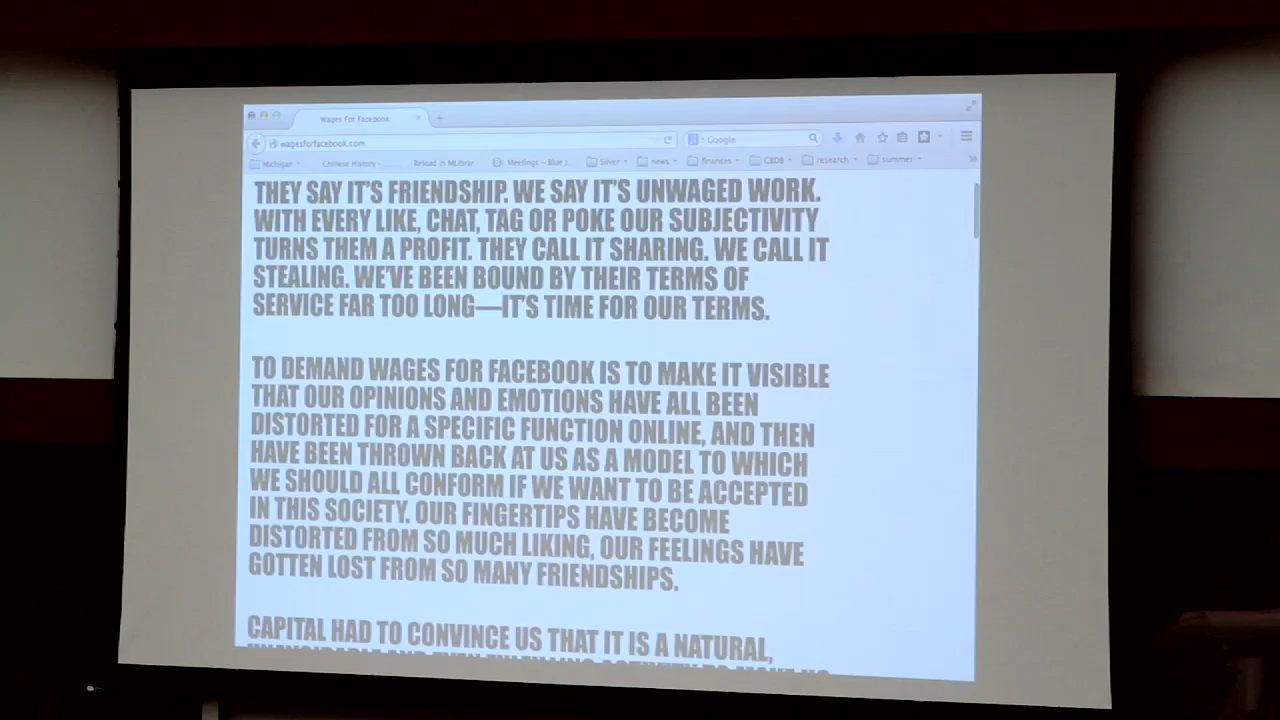 Wages For Facebook
wagesforfacebook.com
Google
Michigan
Chinese History
Reload in MLibrar
Meetings - Blue J
Silver
news
finances
CBDB
research
summer
THEY SAY IT'S FRIENDSHIP. WE SAY IT'S UNWAGED WORK.
WITH EVERY LIKE, CHAT, TAG OR POKE OUR SUBJECTIVITY
TURNS THEM A PROFIT. THEY CALL IT SHARING. WE CALL IT
STEALING. WE'VE BEEN BOUND BY THEIR TERMS OF
SERVICE FAR TOO LONG—IT'S TIME FOR OUR TERMS.
TO DEMAND WAGES FOR FACEBOOK IS TO MAKE IT VISIBLE
THAT OUR OPINIONS AND EMOTIONS HAVE ALL BEEN
DISTORTED FOR A SPECIFIC FUNCTION ONLINE, AND THEN
HAVE BEEN THROWN BACK AT US AS A MODEL TO WHICH
WE SHOULD ALL CONFORM IF WE WANT TO BE ACCEPTED
IN THIS SOCIETY. OUR FINGERTIPS HAVE BECOME
DISTORTED FROM SO MUCH LIKING, OUR FEELINGS HAVE
GOTTEN LOST FROM SO MANY FRIENDSHIPS.
CAPITAL HAD TO CONVINCE US THAT IT IS A NATURAL,